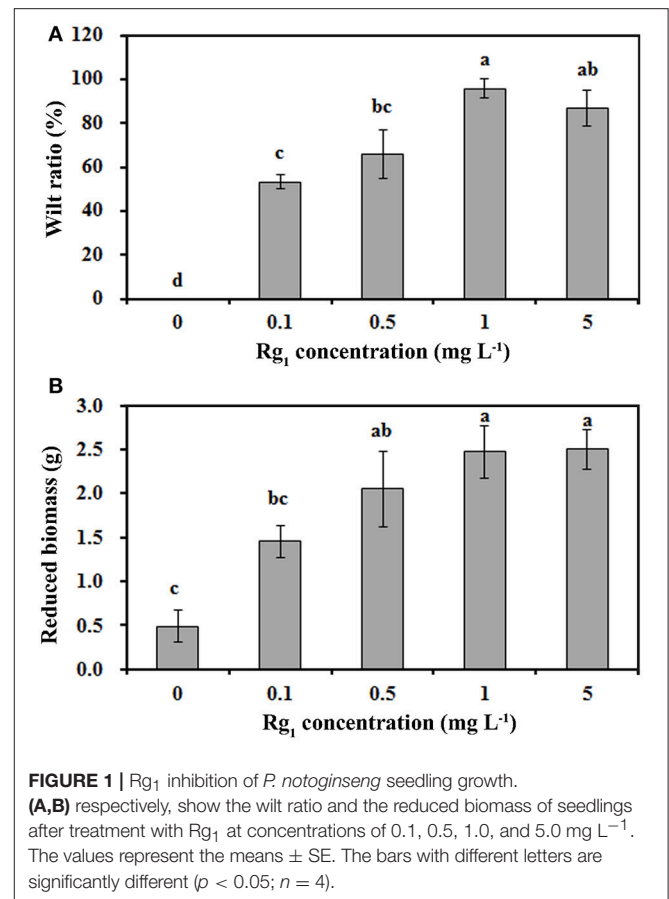 A
120
100
80
60
40
20
0
Wilt ratio (%)
d
c
bc
a
ab
0 0.1 0.5 1 5
Rg₁ concentration (mg L⁻¹)
B
3.0
2.5
2.0
1.5
1.0
0.5
0.0
Reduced biomass (g)
c
bc
ab
a
a
0 0.1 0.5 1 5
Rg₁ concentration (mg L⁻¹)
FIGURE 1 | Rg₁ inhibition of P. notoginseng seedling growth.
(A,B) respectively, show the wilt ratio and the reduced biomass of seedlings
after treatment with Rg₁ at concentrations of 0.1, 0.5, 1.0, and 5.0 mg L⁻¹.
The values represent the means ± SE. The bars with different letters are
significantly different (p < 0.05; n = 4).